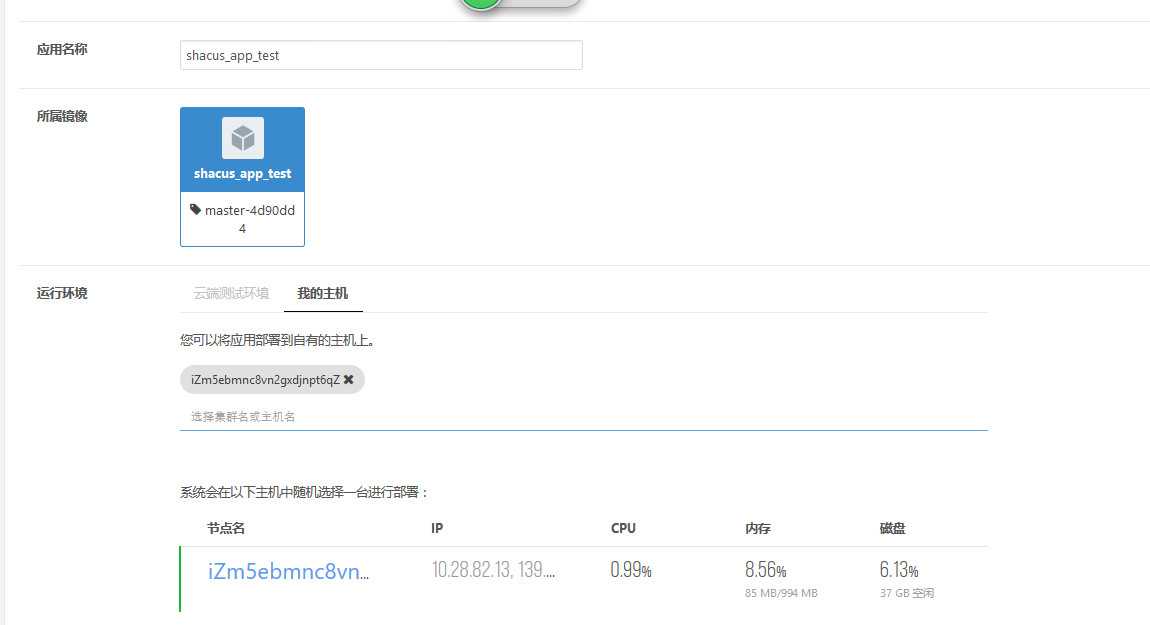 应用名称
shacus_app_test
所属镜像
shacus_app_test
master-4d90dd
4
运行环境
云端测试环境 我的主机
您可以将应用部署到自有的主机上。
iZm5ebmnc8vn2gxdjnpt6qZ ✖
选择集群名或主机名
系统会在以下主机中随机选择一台进行部署：
节点名 IP CPU 内存 磁盘
iZm5ebmnc8vn... 10.28.82.13, 139.... 0.99% 8.56% 6.13%
85 MB/994 MB 37 GB 空闲